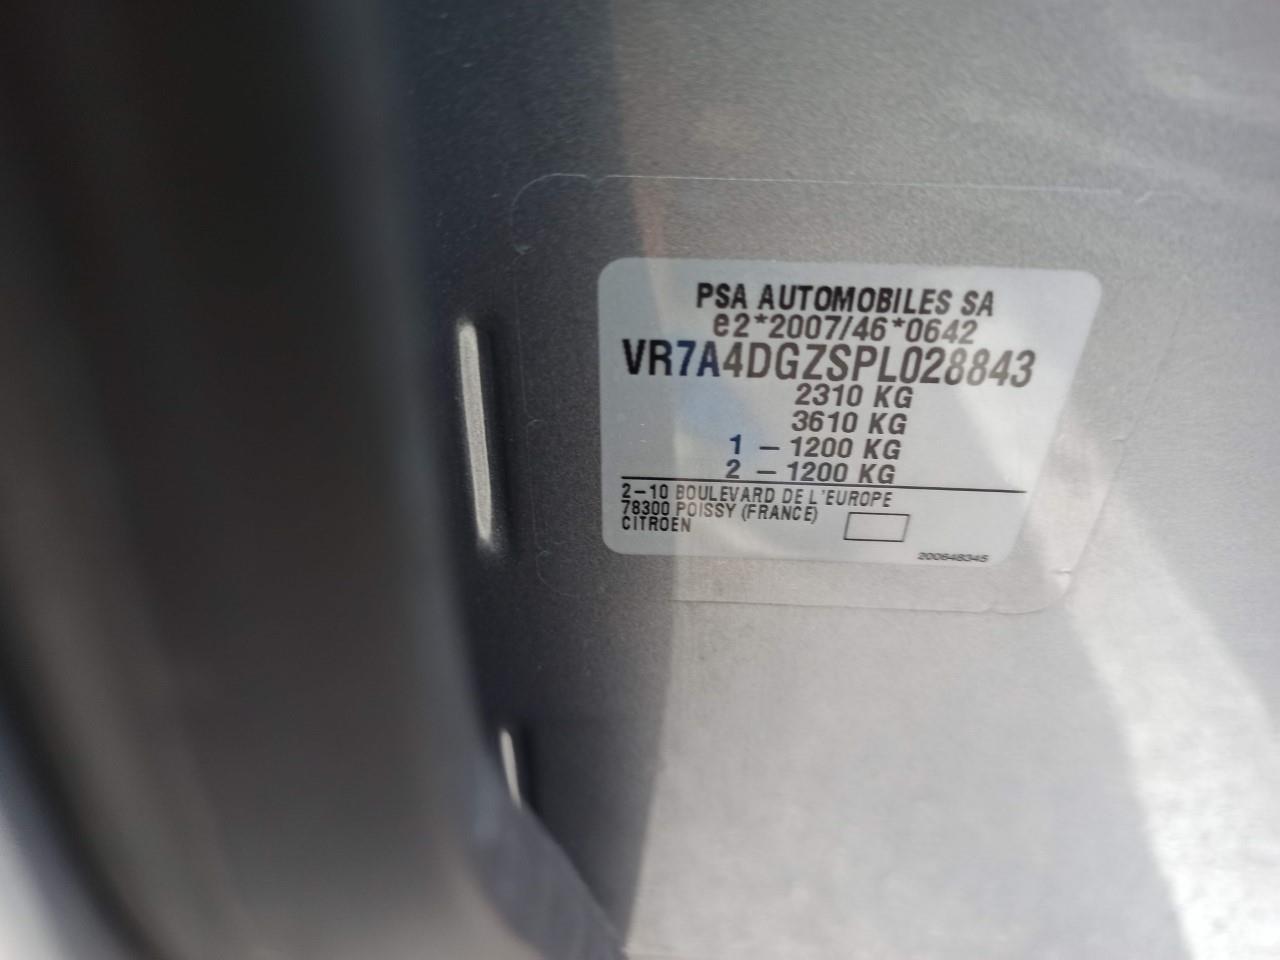 PSA AUTOMOBILES SA
e2*2007/46*0642
VR7A4DGZSPL028843
2310 KG
3610 KG
1 – 1200 KG
2 – 1200 KG
2–10 BOULEVARD DE L'EUROPE
78300 POISSY (FRANCE)
CITROEN
200648345